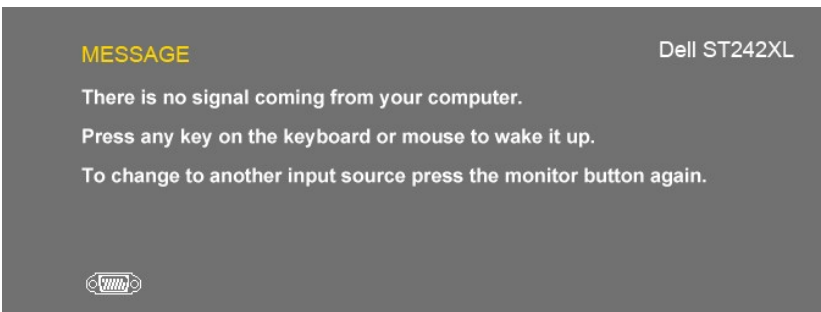 MESSAGE
Dell ST242XL
There is no signal coming from your computer.
Press any key on the keyboard or mouse to wake it up.
To change to another input source press the monitor button again.